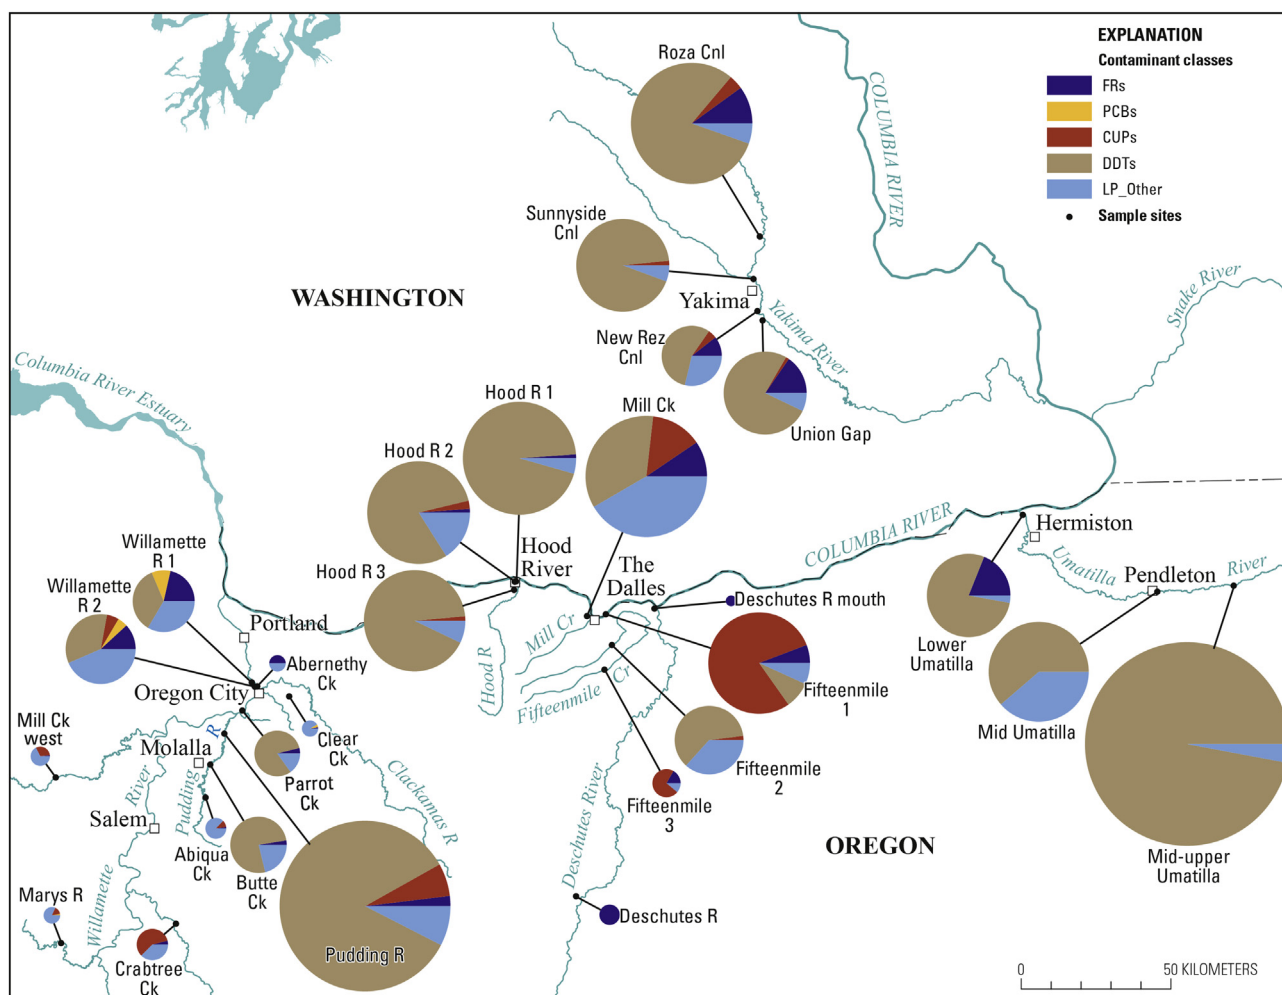 EXPLANATION
Contaminant classes
FRs
PCBs
CUPs
DDTs
LP_Other
Sample sites
Roza Cnl
COLUMBIA RIVER
Sunnyside
Cnl
WASHINGTON
Yakima
Yakima River
Snake River
New Rez
Cnl
Union Gap
Columbia River Estuary
Hood R 1
Mill Ck
Hood R 2
Hood R 3
Hood
River
The
Dalles
COLUMBIA RIVER
Hermiston
Umatilla
River
Pendleton
Lower
Umatilla
Mid Umatilla
Mid-upper
Umatilla
Willamette
R 1
Willamette
R 2
Portland
Abernethy
Ck
Oregon City
Mill Cr
Hood R
Fifteenmile Cr
Deschutes R mouth
Fifteenmile
1
Fifteenmile
2
Fifteenmile
3
Mill Ck
west
Molalla
R
Clear
Ck
Parrot
Ck
Clackamas R
River
Pudding
Salem
Abiqua
Ck
Butte
Ck
Pudding R
Deschutes River
OREGON
Marys R
Willamette
Crabtree
Ck
Deschutes R
0
50 KILOMETERS